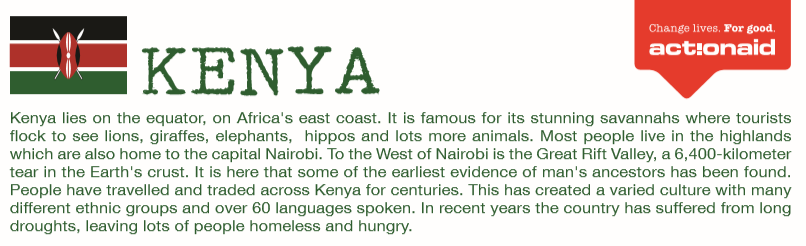 Change lives. For good.
act!onaid
KENYA
Kenya lies on the equator, on Africa's east coast. It is famous for its stunning savannahs where tourists
flock to see lions, giraffes, elephants,  hippos and lots more animals. Most people live in the highlands
which are also home to the capital Nairobi. To the West of Nairobi is the Great Rift Valley, a 6,400-kilometer
tear in the Earth's crust. It is here that some of the earliest evidence of man's ancestors has been found.
People have travelled and traded across Kenya for centuries. This has created a varied culture with many
different ethnic groups and over 60 languages spoken. In recent years the country has suffered from long
droughts, leaving lots of people homeless and hungry.